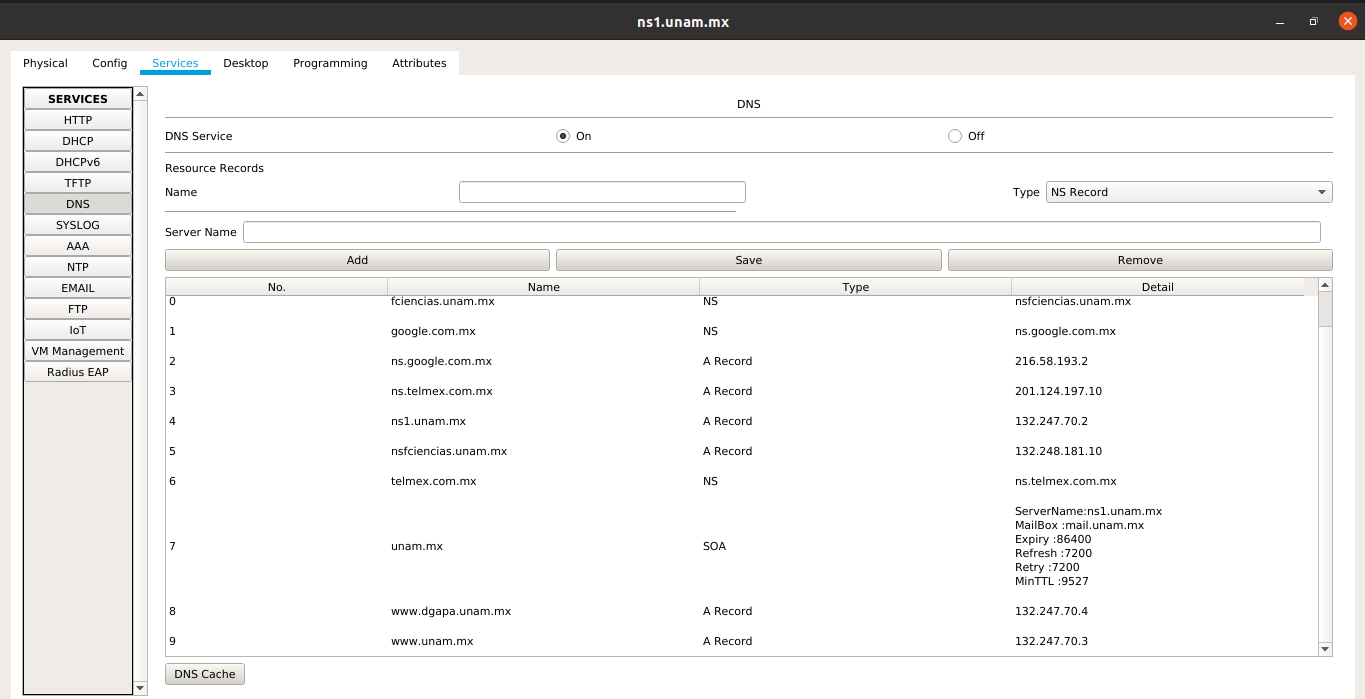 ns1.unam.mx
Physical Config Services Desktop Programming Attributes
SERVICES
HTTP
DHCP
DHCPv6
TFTP
DNS
SYSLOG
AAA
NTP
EMAIL
FTP
IoT
VM Management
Radius EAP
DNS
DNS Service On Off
Resource Records
Name Type NS Record
Server Name
Add Save Remove
No. Name Type Detail
0 fciencias.unam.mx NS nsfciencias.unam.mx
1 google.com.mx NS ns.google.com.mx
2 ns.google.com.mx A Record 216.58.193.2
3 ns.telmex.com.mx A Record 201.124.197.10
4 ns1.unam.mx A Record 132.247.70.2
5 nsfciencias.unam.mx A Record 132.248.181.10
6 telmex.com.mx NS ns.telmex.com.mx
7 unam.mx SOA ServerName:ns1.unam.mx
MailBox :mail.unam.mx
Expiry :86400
Refresh :7200
Retry :7200
MinTTL :9527
8 www.dgapa.unam.mx A Record 132.247.70.4
9 www.unam.mx A Record 132.247.70.3
DNS Cache